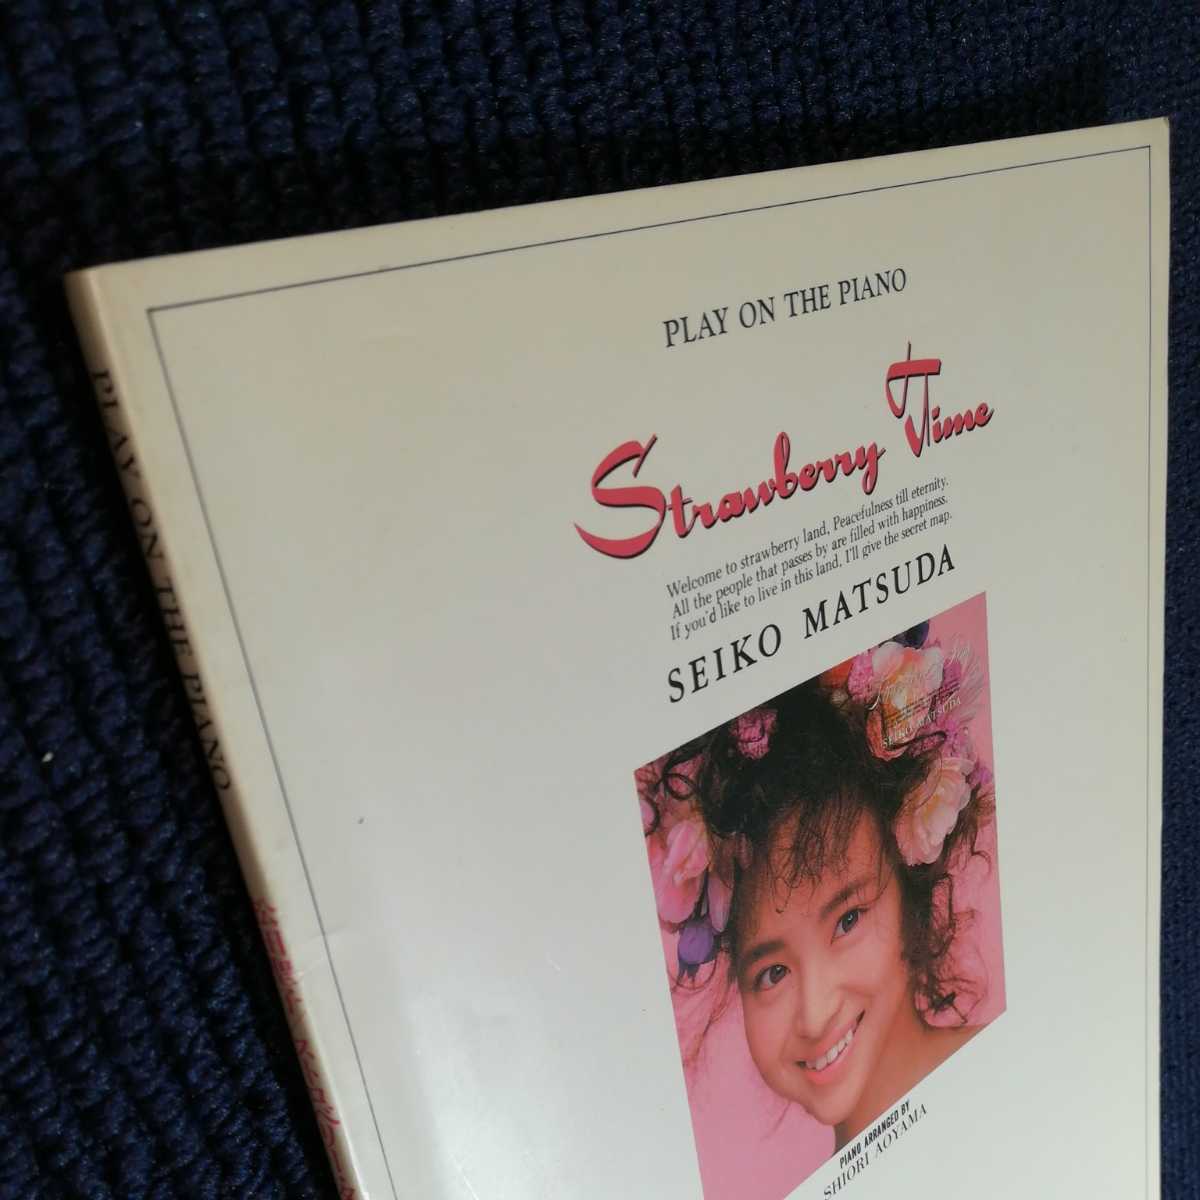 PLAY ON THE PIANO
Strawberry Time
Welcome to strawberry land, Peacefulness till eternity.
All the people that passes by are filled with happiness.
If you'd like to live in this land, I'll give the secret map.
SEIKO MATSUDA
SEIKO MATSUDA
PIANO ARRANGED BY
SHIORI AOYAMA
PLAY ON THE PIANO